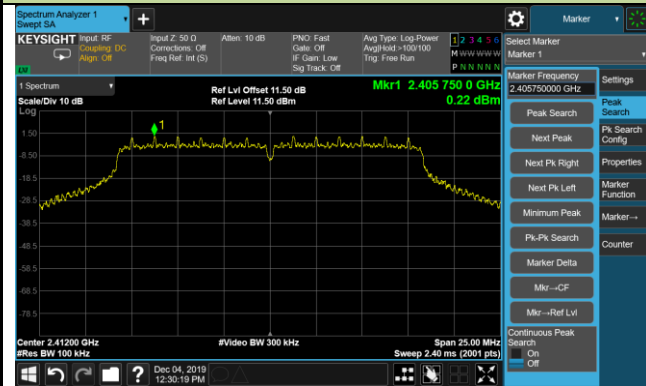 Spectrum Analyzer 1
Swept SA
Marker
KEYSIGHT
Input: RF
Coupling: DC
Align: Off
Input Z: 50 Ω
Corrections: Off
Freq Ref: Int (S)
Atten: 10 dB
PNO: Fast
Gate: Off
IF Gain: Low
Sig Track: Off
Avg Type: Log-Power
Avg|Hold:>100/100
Trig: Free Run
1 2 3 4 5 6
M W W W W W
P N N N N N
Select Marker
Marker 1
LXI
1 Spectrum
Scale/Div 10 dB
Log
Ref Lvl Offset 11.50 dB
Ref Level 11.50 dBm
Mkr1 2.405 750 0 GHz
0.22 dBm
1
1.50
-8.50
-18.5
-28.5
-38.5
-48.5
-58.5
-68.5
-78.5
Center 2.41200 GHz
#Res BW 100 kHz
#Video BW 300 kHz
Span 25.00 MHz
Sweep 2.40 ms (2001 pts)
Marker Frequency
2.405750000 GHz
Peak Search
Next Peak
Next Pk Right
Next Pk Left
Minimum Peak
Pk-Pk Search
Marker Delta
Mkr→CF
Mkr→Ref Lvl
Continuous Peak
Search
On
Off
Settings
Peak
Search
Pk Search
Config
Properties
Marker
Function
Marker→
Counter
Dec 04, 2019
12:30:19 PM